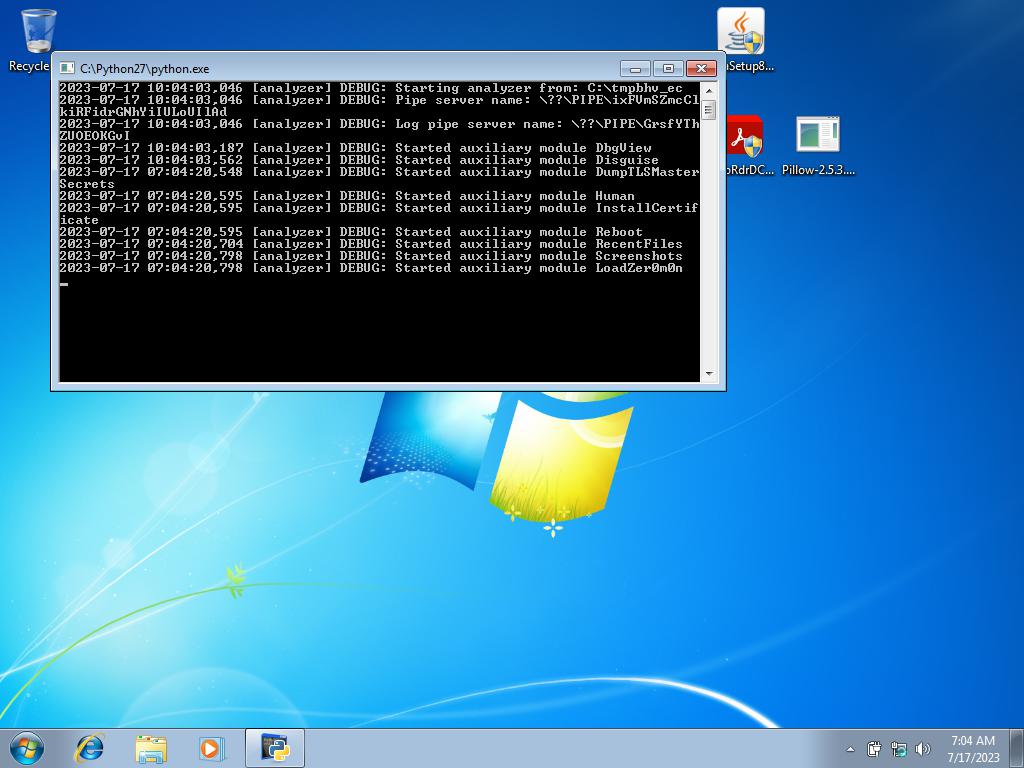 Recycle
C:\Python27\python.exe
2023-07-17 10:04:03,046 [analyzer] DEBUG: Starting analyzer from: C:\tmpbhv_ec
2023-07-17 10:04:03,046 [analyzer] DEBUG: Pipe server name: \??\PIPE\ixFVmSZmcCl
kiRFidrGNhYiIULoUIlAd
2023-07-17 10:04:03,046 [analyzer] DEBUG: Log pipe server name: \??\PIPE\GrsfYTh
ZUOEOKGvI
2023-07-17 10:04:03,187 [analyzer] DEBUG: Started auxiliary module DbgView
2023-07-17 10:04:03,562 [analyzer] DEBUG: Started auxiliary module Disguise
2023-07-17 07:04:20,548 [analyzer] DEBUG: Started auxiliary module DumpTLSMaster
Secrets
2023-07-17 07:04:20,595 [analyzer] DEBUG: Started auxiliary module Human
2023-07-17 07:04:20,595 [analyzer] DEBUG: Started auxiliary module InstallCertif
icate
2023-07-17 07:04:20,595 [analyzer] DEBUG: Started auxiliary module Reboot
2023-07-17 07:04:20,704 [analyzer] DEBUG: Started auxiliary module RecentFiles
2023-07-17 07:04:20,798 [analyzer] DEBUG: Started auxiliary module Screenshots
2023-07-17 07:04:20,798 [analyzer] DEBUG: Started auxiliary module LoadZer0m0n
Setup8...
RdrDC...
Pillow-2.5.3....
7:04 AM
7/17/2023